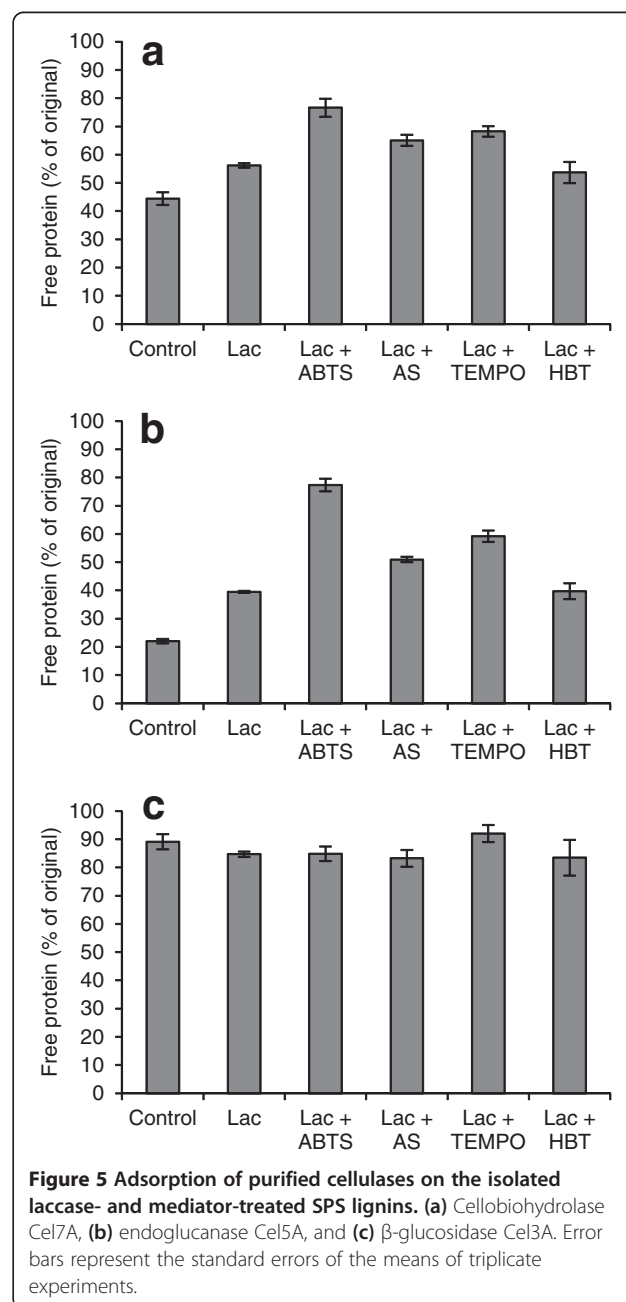 a
Free protein (% of original)
100
90
80
70
60
50
40
30
20
10
0
Control Lac Lac + Lac + Lac + Lac +
ABTS AS TEMPO HBT
b
Free protein (% of original)
100
90
80
70
60
50
40
30
20
10
0
Control Lac Lac + Lac + Lac + Lac +
ABTS AS TEMPO HBT
c
Free protein (% of original)
100
90
80
70
60
50
40
30
20
10
0
Control Lac Lac + Lac + Lac + Lac +
ABTS AS TEMPO HBT
Figure 5 Adsorption of purified cellulases on the isolated
laccase- and mediator-treated SPS lignins. (a) Cellobiohydrolase
Cel7A, (b) endoglucanase Cel5A, and (c) β-glucosidase Cel3A. Error
bars represent the standard errors of the means of triplicate
experiments.